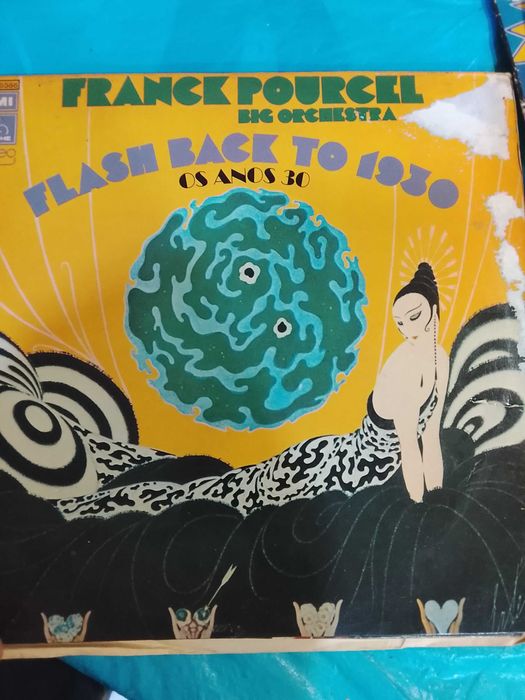 FRANCK POURCEL
BIG ORCHESTRA
FLASH BACK TO 1930
OS ANOS 30